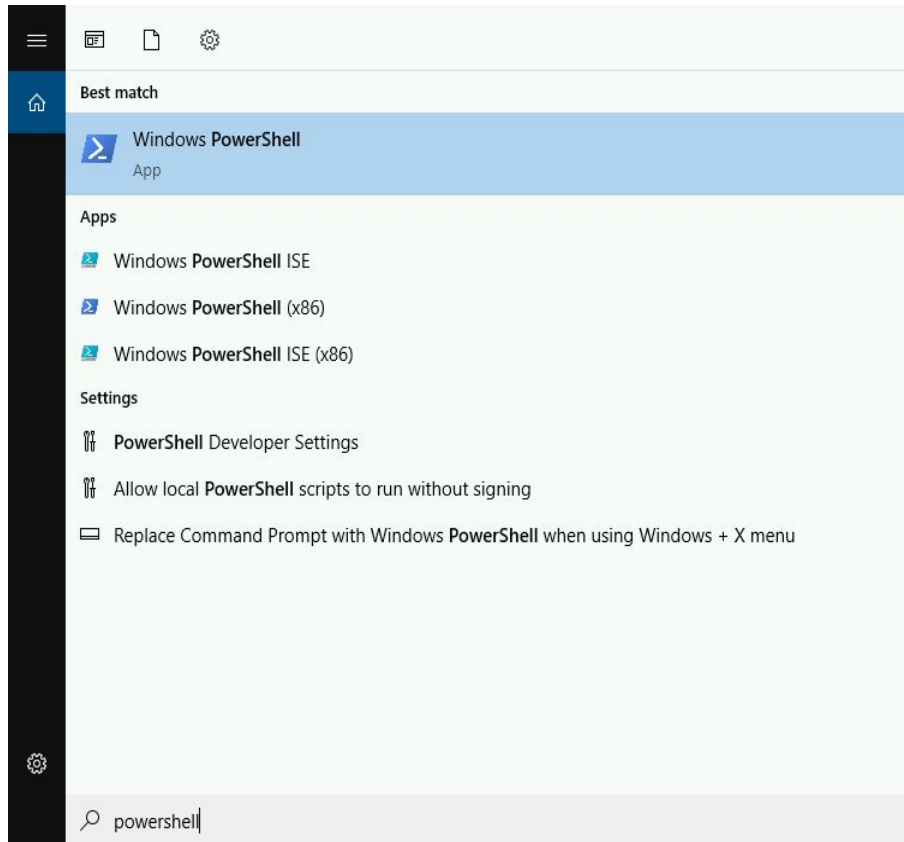 Best match
Windows PowerShell
App
Apps
Windows PowerShell ISE
Windows PowerShell (x86)
Windows PowerShell ISE (x86)
Settings
PowerShell Developer Settings
Allow local PowerShell scripts to run without signing
Replace Command Prompt with Windows PowerShell when using Windows + X menu
powershell